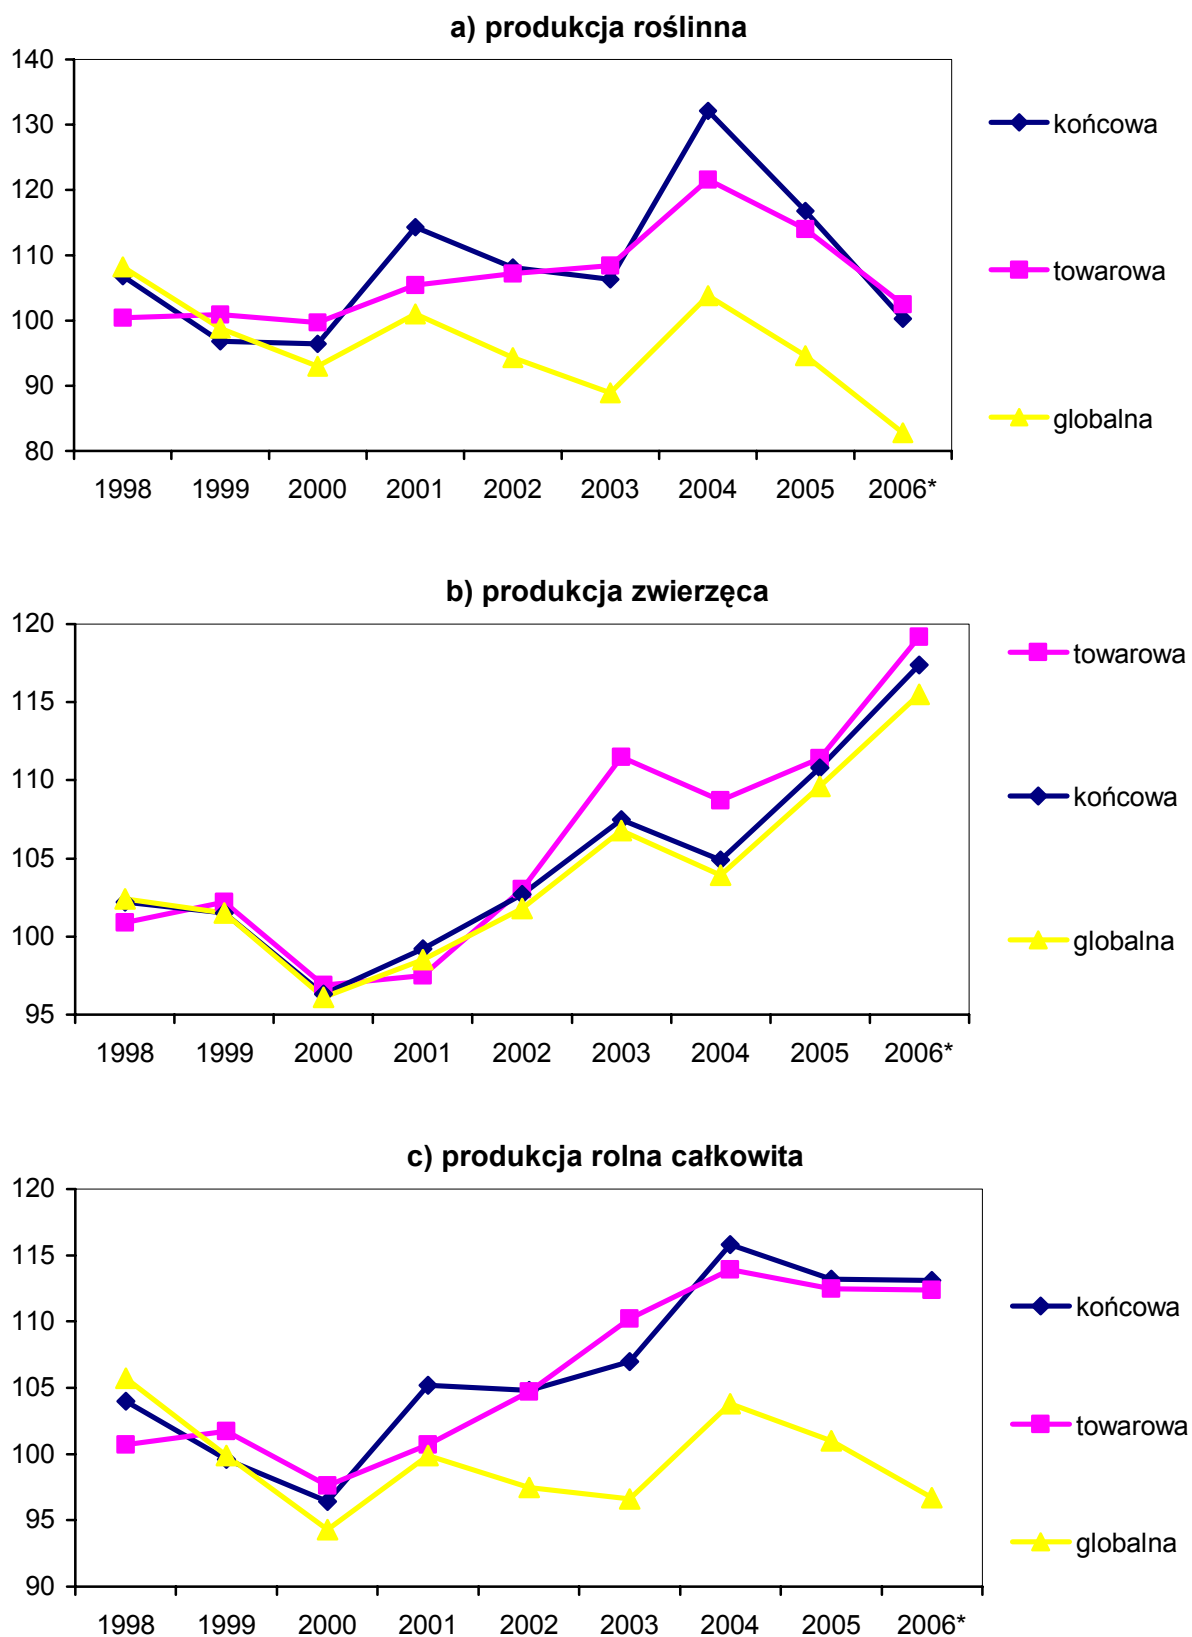 a) produkcja roślinna
140
130
120
110
100
90
80
1998 1999 2000 2001 2002 2003 2004 2005 2006*
końcowa
towarowa
globalna
b) produkcja zwierzęca
120
115
110
105
100
95
1998 1999 2000 2001 2002 2003 2004 2005 2006*
towarowa
końcowa
globalna
c) produkcja rolna całkowita
120
115
110
105
100
95
90
1998 1999 2000 2001 2002 2003 2004 2005 2006*
końcowa
towarowa
globalna